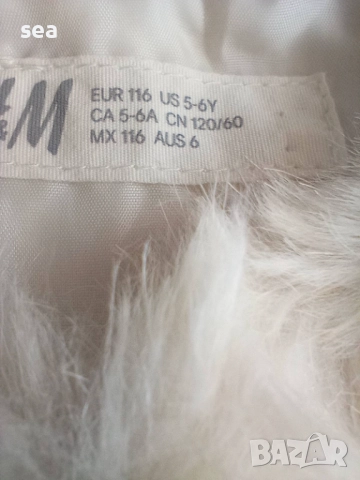 sea
H&M
EUR 116 US 5-6Y
CA 5-6A CN 120/60
MX 116 AUS 6
BAZAR